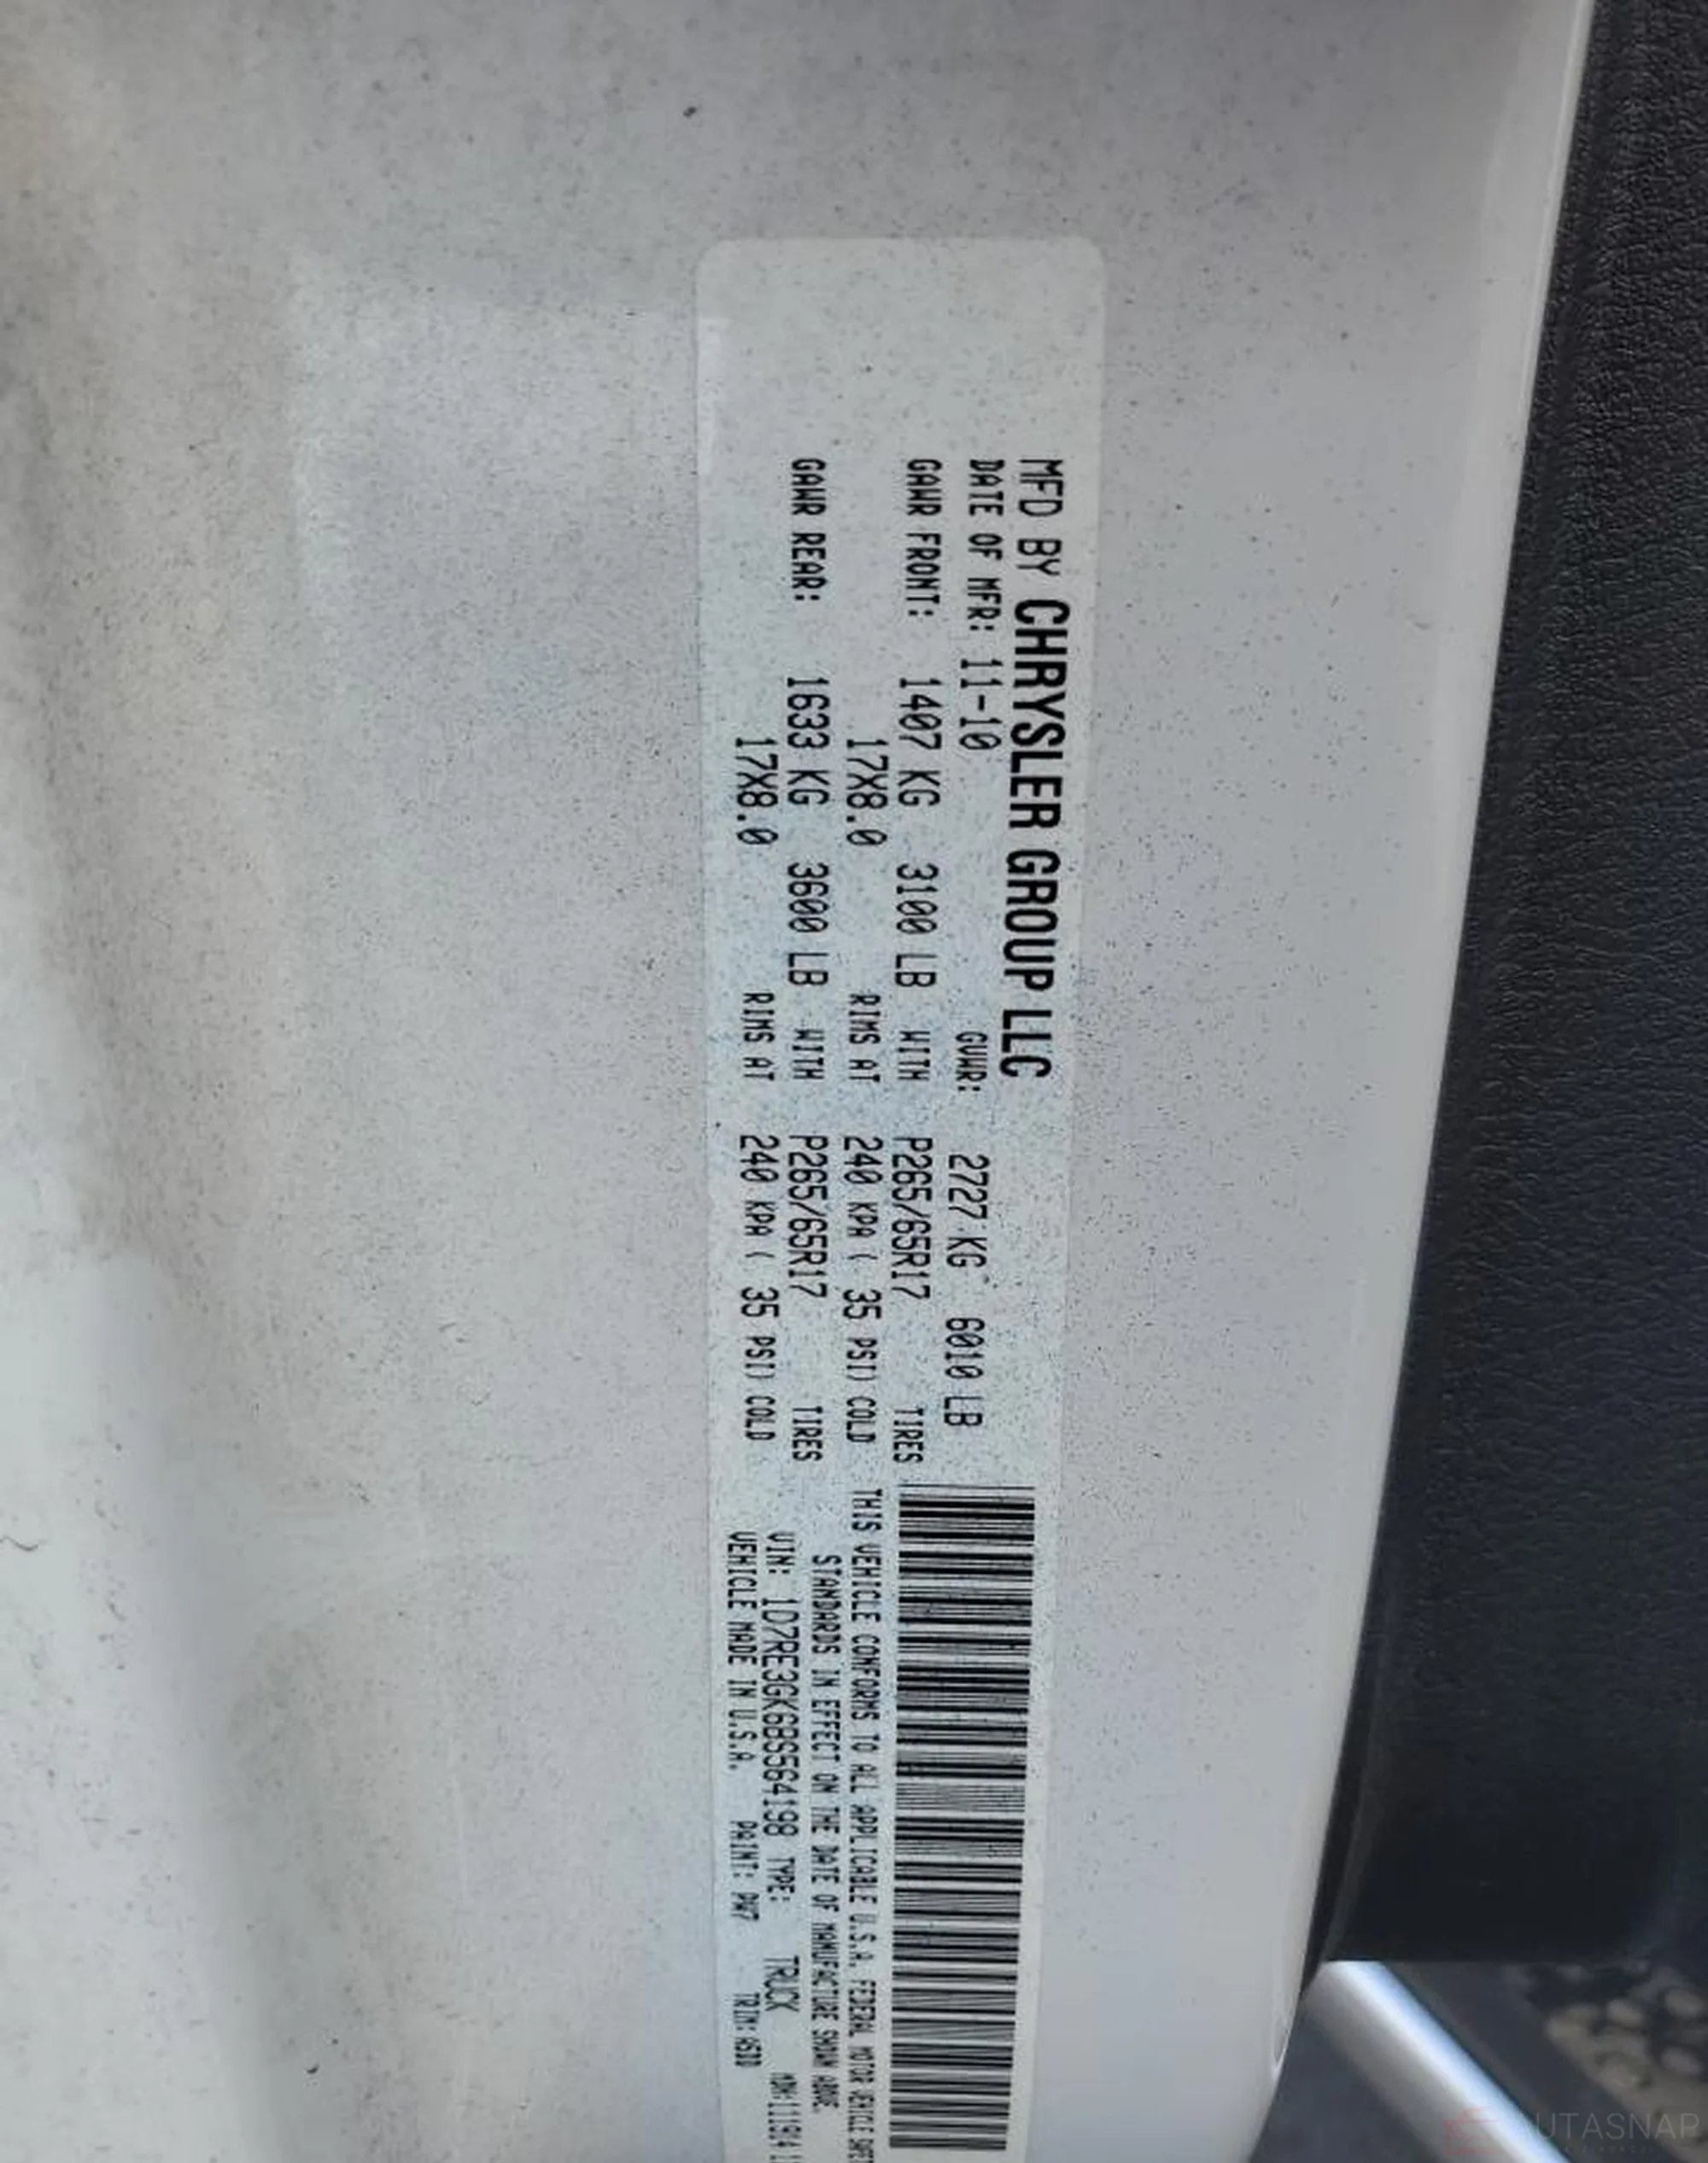 MFD BY CHRYSLER GROUP LLC
DATE OF MFR: 11-10 GVWR: 2727 KG 6010 LB
GAWR FRONT: 1407 KG 3100 LB WITH P265/65R17 TIRES
17X8.0 RIMS AT 240 KPA ( 35 PSI) COLD
GAWR REAR: 1633 KG 3600 LB WITH P265/65R17 TIRES
17X8.0 RIMS AT 240 KPA ( 35 PSI) COLD
THIS VEHICLE CONFORMS TO ALL APPLICABLE U.S.A. FEDERAL MOTOR VEHICLE
STANDARDS IN EFFECT ON THE DATE OF MANUFACTURE SHOWN ABOVE.
VIN: 1D7RE3GK6BS564198 TYPE: TRUCK
VEHICLE MADE IN U.S.A. PAINT: PW7 TRIM:
AUTASNAP